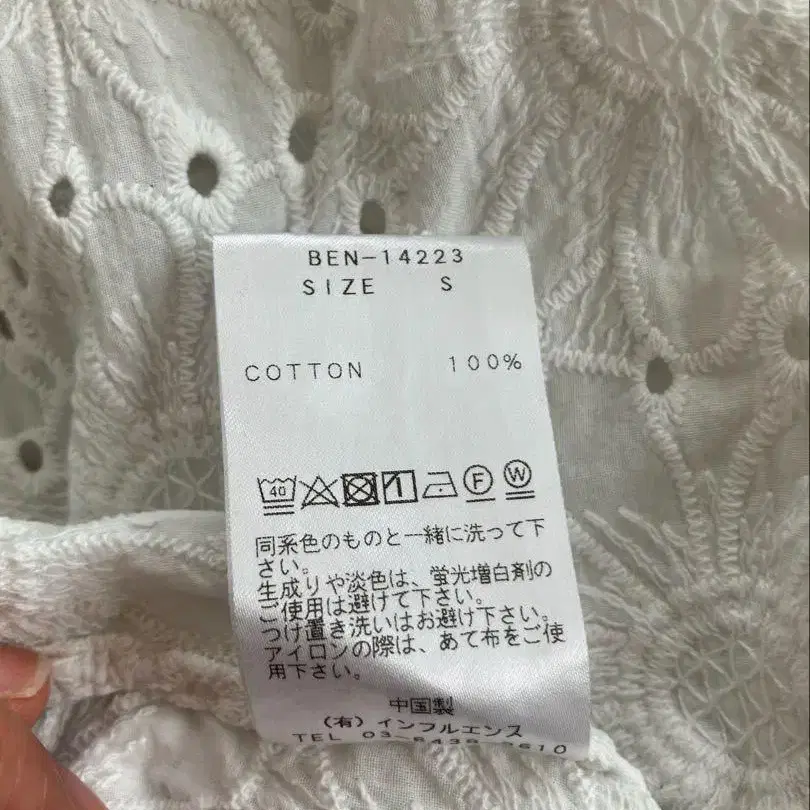 BEN-14223
SIZE S
COTTON 100%
40 F W
同系色のものと一緒に洗って下
さい。
生成りや淡色は、蛍光増白剤の
ご使用は避けて下さい。
つけ置き洗いはお避け下さい。
アイロンの際は、あて布をご使
用下さい。
中国製
(有)インフルエンス
TEL 03-6438-